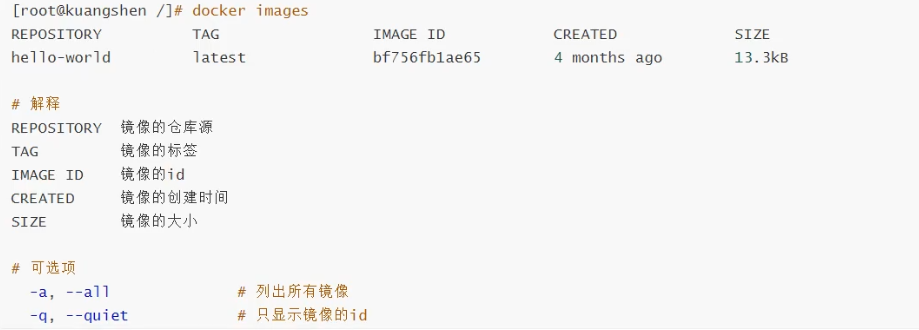 [root@kuangshen /]# docker images
REPOSITORY TAG IMAGE ID CREATED SIZE
hello-world latest bf756fb1ae65 4 months ago 13.3kB
# 解释
REPOSITORY 镜像的仓库源
TAG 镜像的标签
IMAGE ID 镜像的id
CREATED 镜像的创建时间
SIZE 镜像的大小
# 可选项
-a, --all # 列出所有镜像
-q, --quiet # 只显示镜像的id